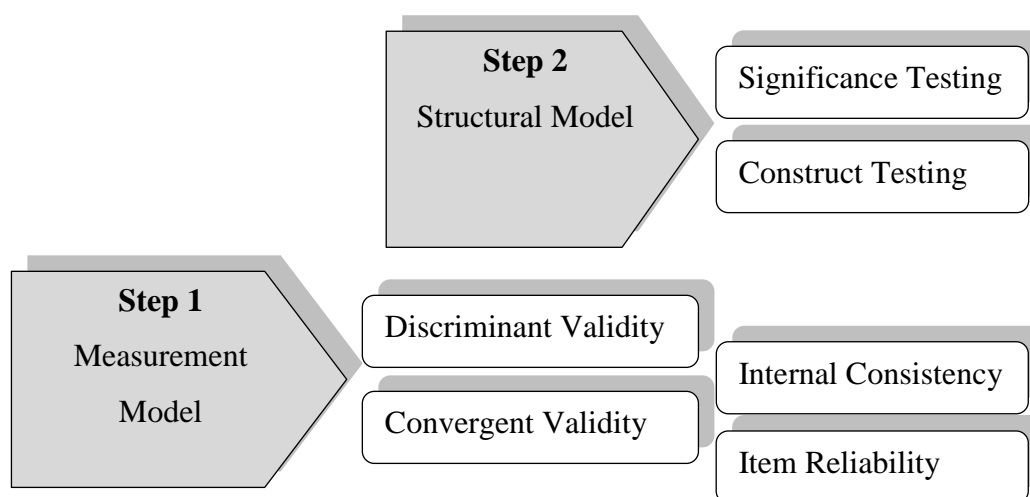 Step 2
Structural Model
Significance Testing
Construct Testing
Step 1
Measurement
Model
Discriminant Validity
Convergent Validity
Internal Consistency
Item Reliability